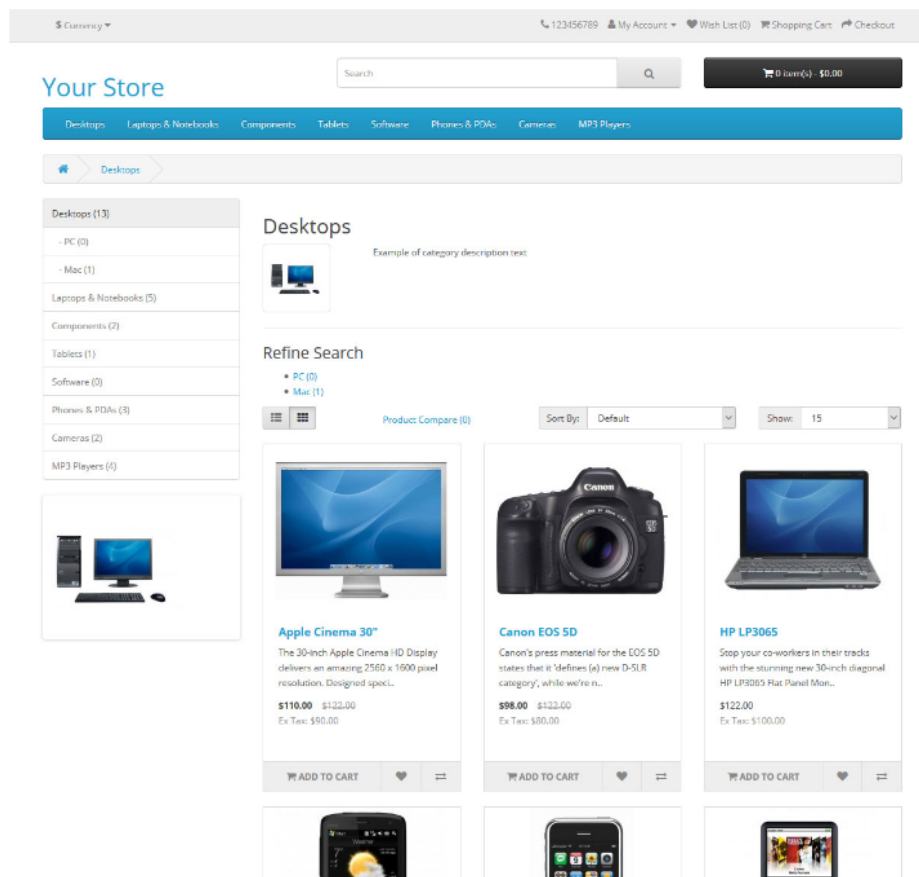 $ Currency
123456789 My Account Wish List (0) Shopping Cart Checkout
Your Store
Search
0 item(s) - $0.00
Desktops Laptops & Notebooks Components Tablets Software Phones & PDAs Cameras MP3 Players
Desktops
Desktops (13)
- PC (0)
- Mac (1)
Laptops & Notebooks (5)
Components (2)
Tablets (1)
Software (0)
Phones & PDAs (3)
Cameras (2)
MP3 Players (4)
Desktops
Example of category description text
Refine Search
PC (0)
Mac (1)
Product Compare (0)
Sort By: Default
Show: 15
Canon
Apple Cinema 30"
The 30-inch Apple Cinema HD Display
delivers an amazing 2560 x 1600 pixel
resolution. Designed speci..
$110.00 $122.00
Ex Tax: $90.00
ADD TO CART
Canon EOS 5D
Canon's press material for the EOS 5D
states that it 'defines (a) new D-SLR
category', while we're n..
$98.00 $122.00
Ex Tax: $80.00
ADD TO CART
HP LP3065
Stop your co-workers in their tracks
with the stunning new 30-inch diagonal
HP LP3065 Flat Panel Mon..
$122.00
Ex Tax: $100.00
ADD TO CART